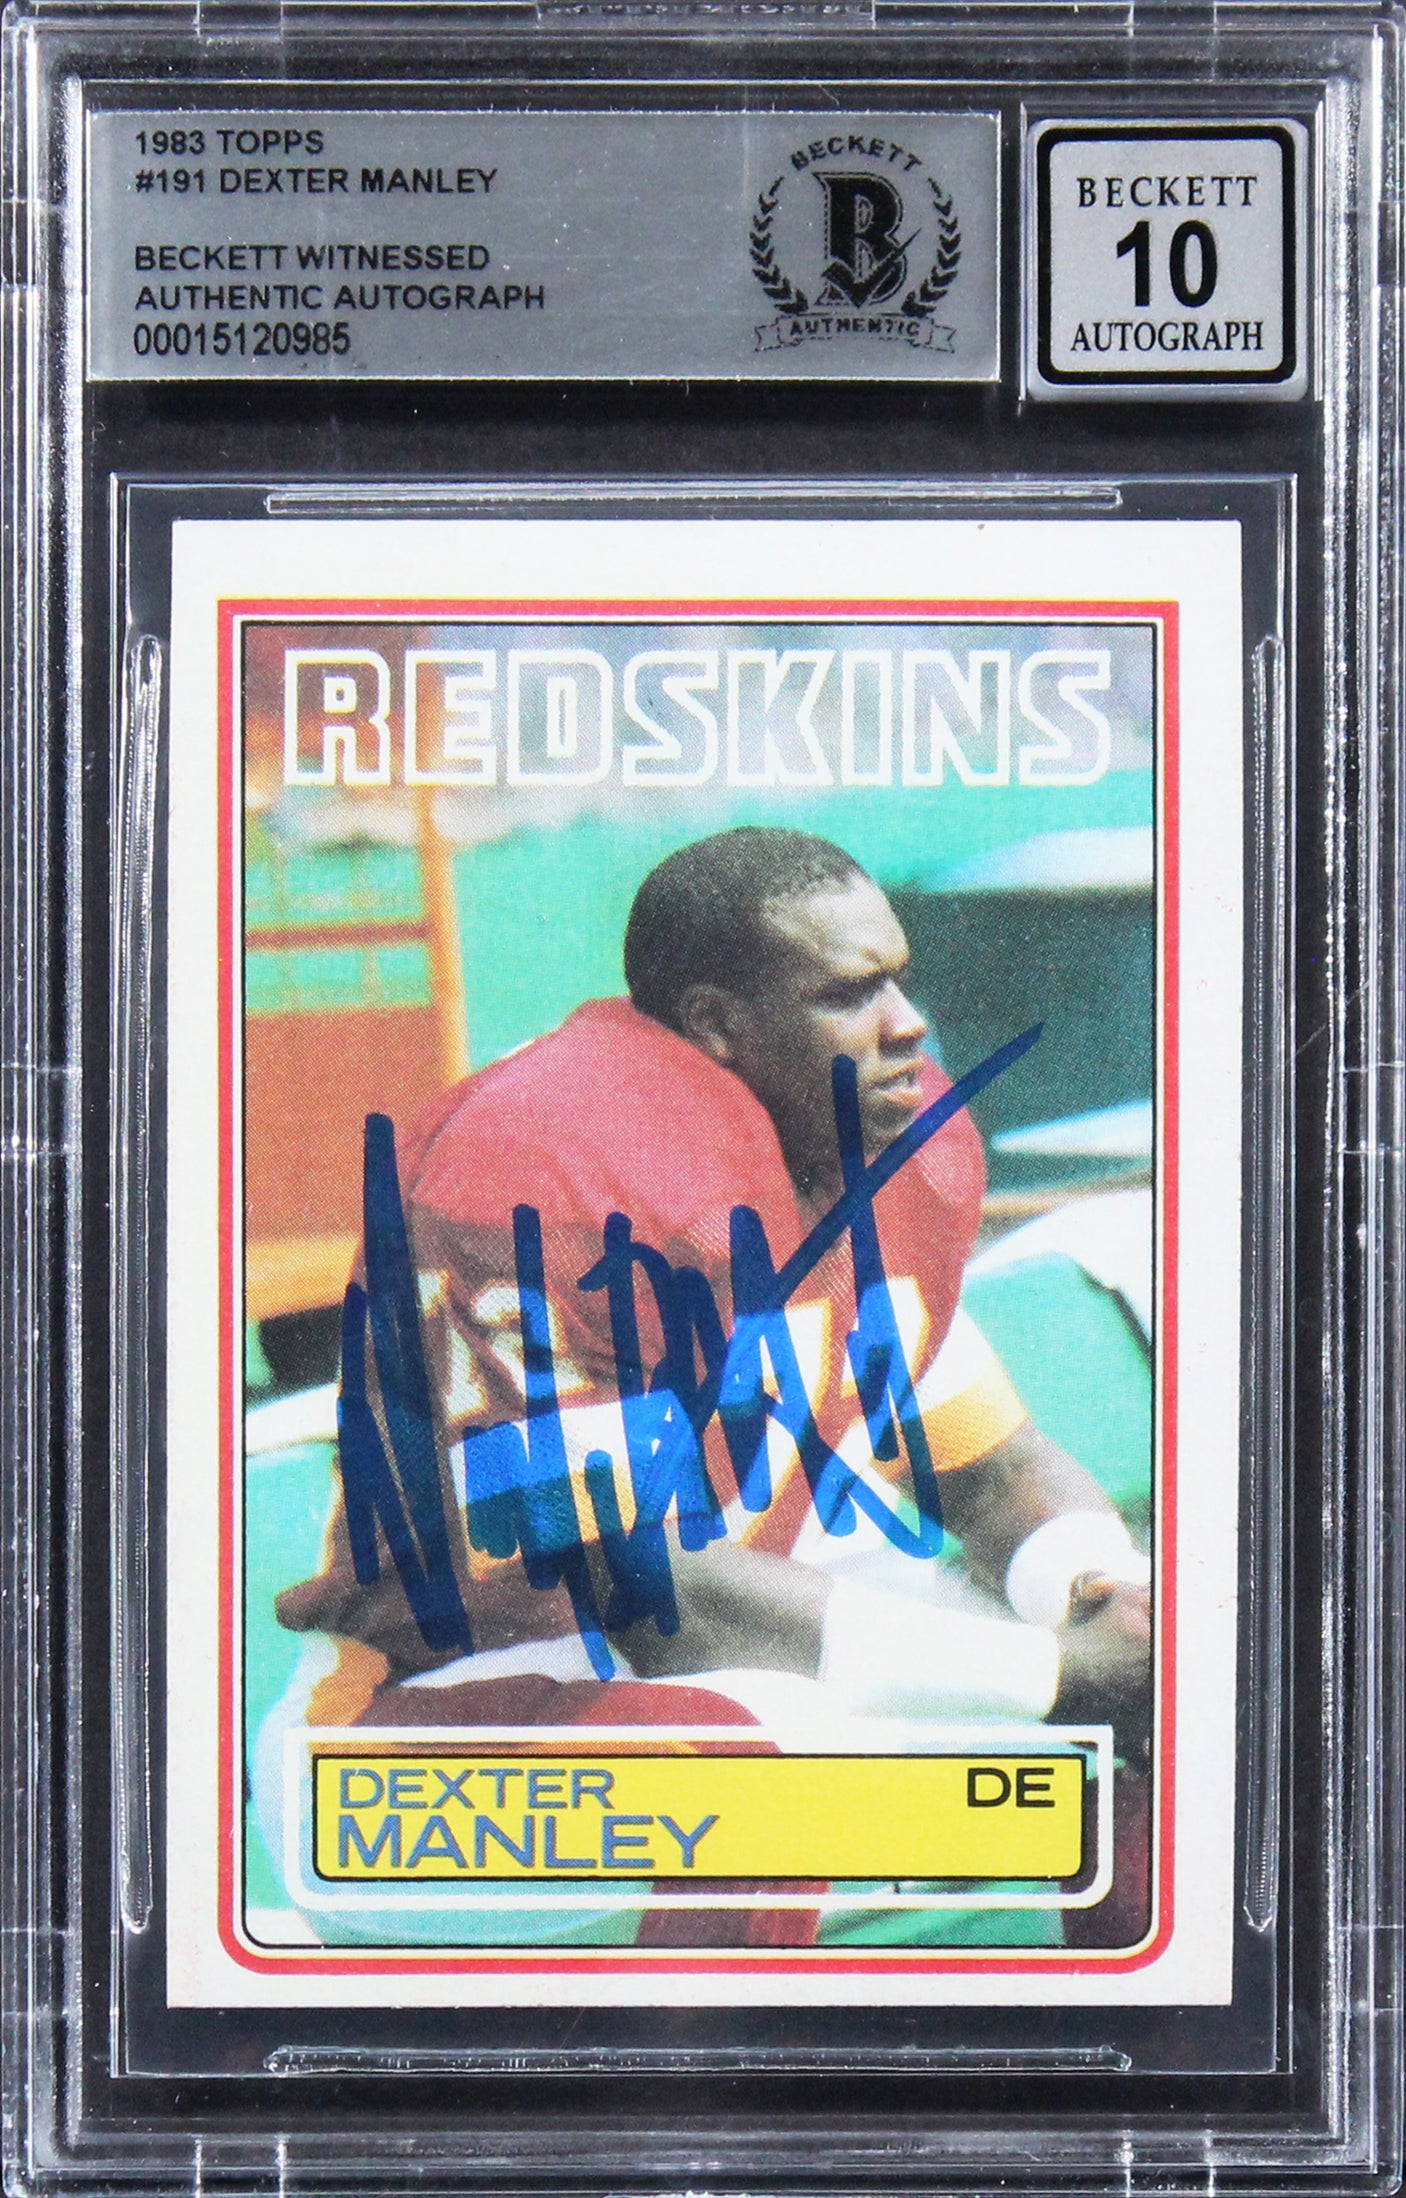 1983 TOPPS
#191 DEXTER MANLEY
BECKETT WITNESSED
AUTHENTIC AUTOGRAPH
00015120985
BECKETT
B
AUTHENTIC
BECKETT
10
AUTOGRAPH
REDSKINS
DEXTER
MANLEY
DE